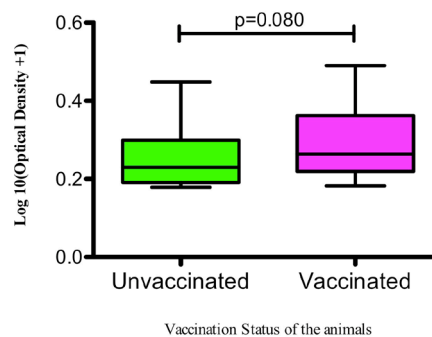 p=0.080
0.6
0.4
0.2
0.0
Log 10(Optical Density +1)
Unvaccinated Vaccinated
Vaccination Status of the animals